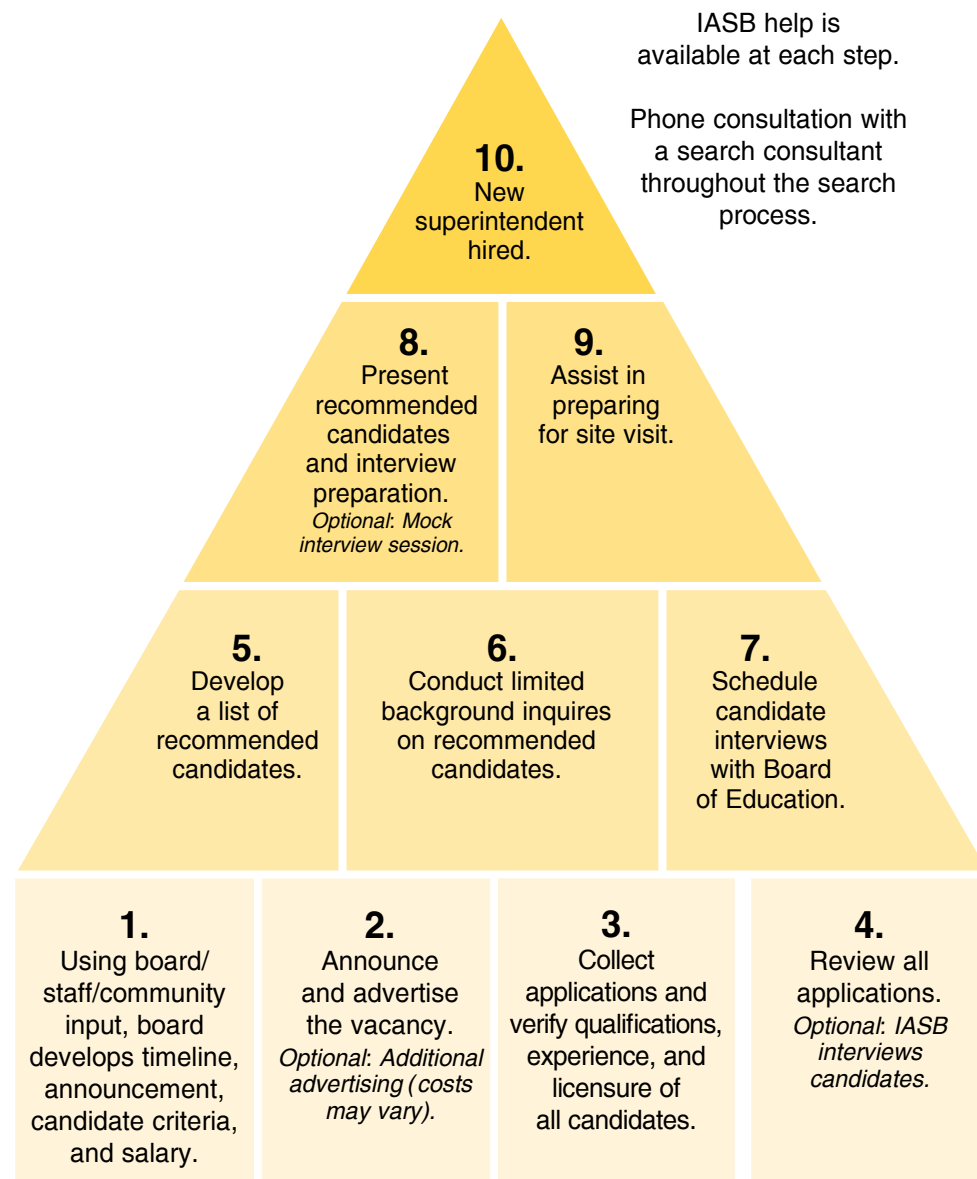 IASB help is
available at each step.
Phone consultation with
a search consultant
throughout the search
process.
10.
New
superintendent
hired.
8.
Present
recommended
candidates
and interview
preparation.
Optional: Mock
interview session.
9.
Assist in
preparing
for site visit.
5.
Develop
a list of
recommended
candidates.
6.
Conduct limited
background inquires
on recommended
candidates.
7.
Schedule
candidate
interviews
with Board
of Education.
1.
Using board/
staff/community
input, board
develops timeline,
announcement,
candidate criteria,
and salary.
2.
Announce
and advertise
the vacancy.
Optional: Additional
advertising (costs
may vary).
3.
Collect
applications and
verify qualifications,
experience, and
licensure of
all candidates.
4.
Review all
applications.
Optional: IASB
interviews
candidates.